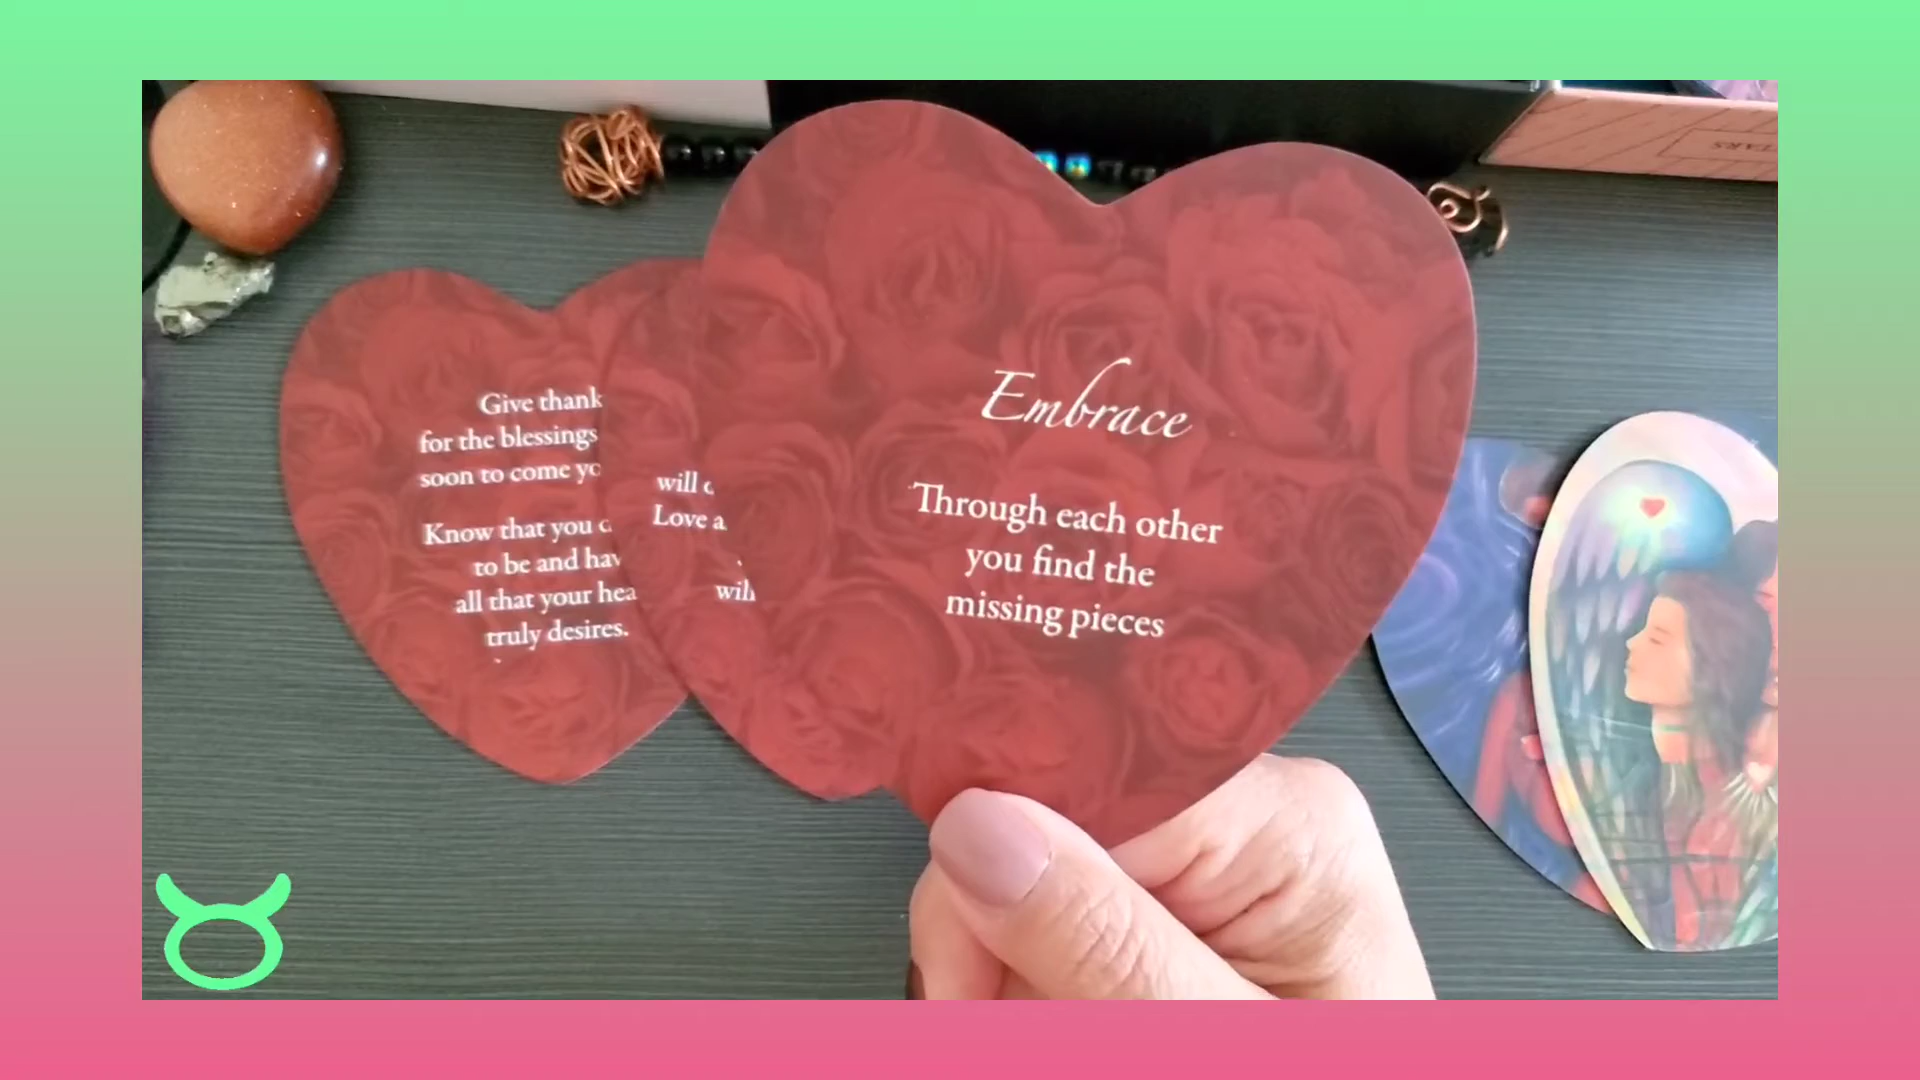 Give thank
for the blessings
soon to come yo
Know that you c
to be and hav
all that your hea
truly desires.
will
Love a
will
Embrace
Through each other
you find the
missing pieces